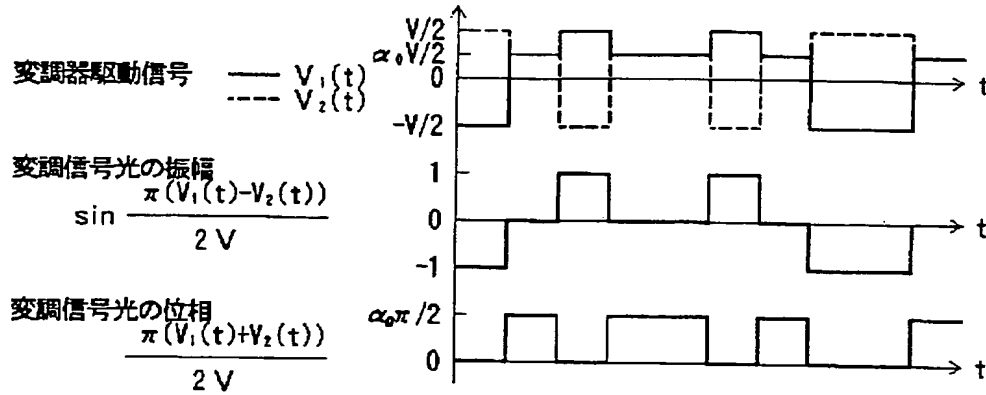 変調器駆動信号
V₁(t)
V₂(t)
V/2
α₀V/2
0
-V/2
t
変調信号光の振幅
sin π(V₁(t)-V₂(t))
2V
1
0
-1
t
変調信号光の位相
π(V₁(t)+V₂(t))
2V
α₀π/2
0
t